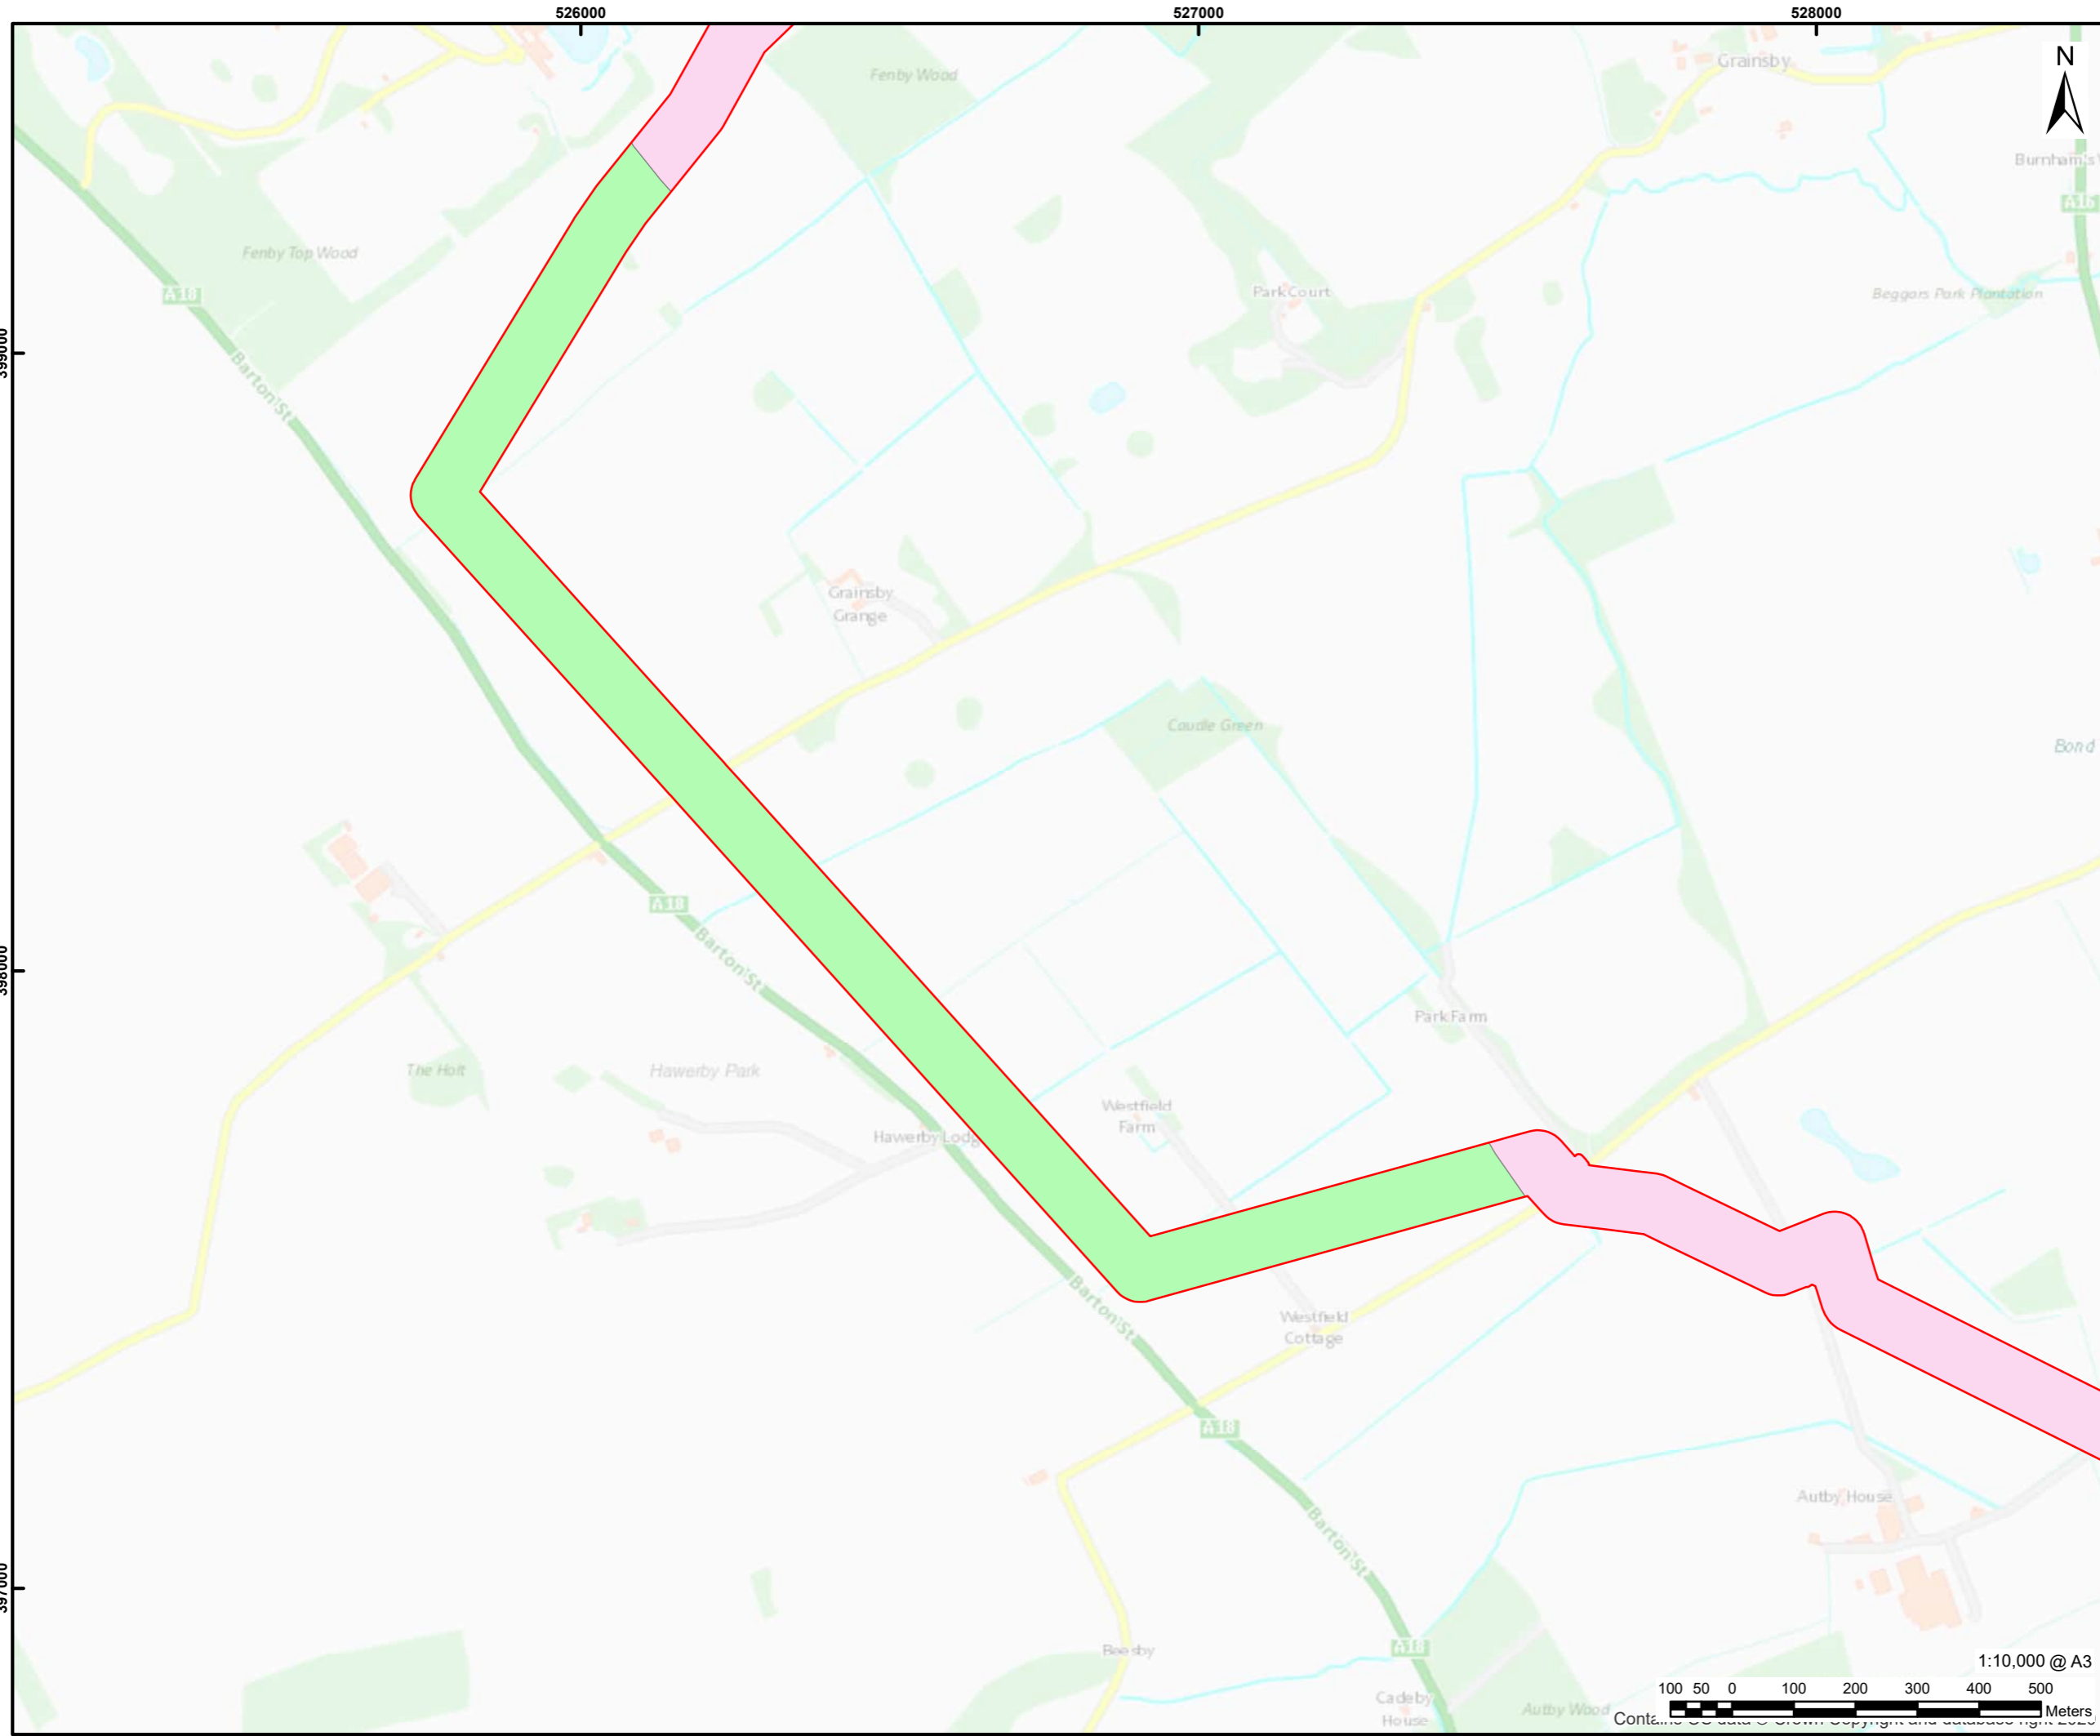 526000
527000
528000
N
Grainsby
Fenby Wood
Burnham's
A16
Fenby Top Wood
A18
Park Court
Beggars Park Plantation
399000
Barton St
Grainsby
Grange
Caudle Green
Bond
A18
Barton St
398000
Park Farm
The Holt
Hawerby Park
Westfield
Farm
Hawerby Lodg
Barton St
Westfield
Cottage
A18
Autby House
Barton St
397000
Beesby
A18
1:10,000 @ A3
Cadeby
House
Autby Wood
100 50 0 100 200 300 400 500
Meters